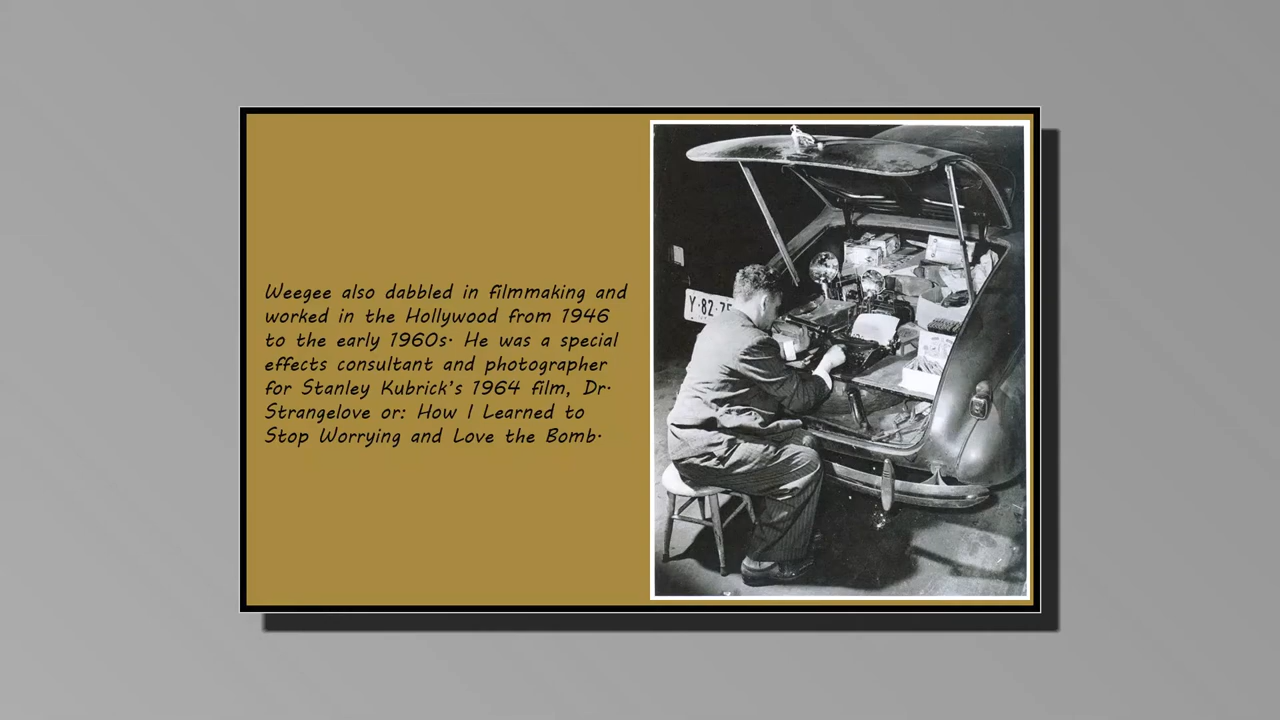 Weegee also dabbled in filmmaking and
worked in the Hollywood from 1946
to the early 1960s. He was a special
effects consultant and photographer
for Stanley Kubrick's 1964 film, Dr.
Strangelove or: How I Learned to
Stop Worrying and Love the Bomb.
Y·82·75